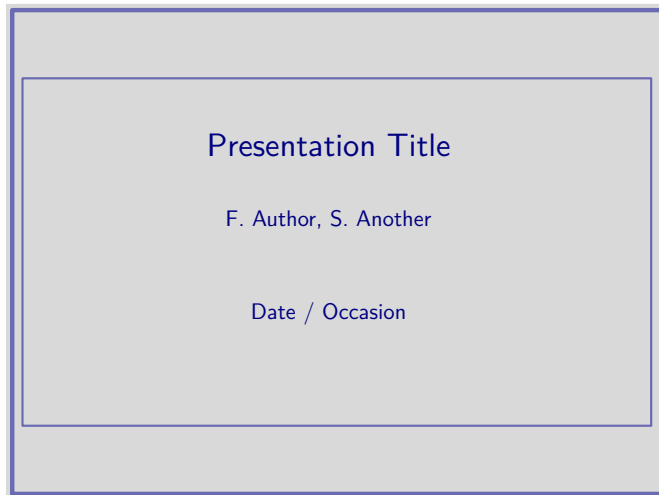 Presentation Title
F. Author, S. Another
Date / Occasion